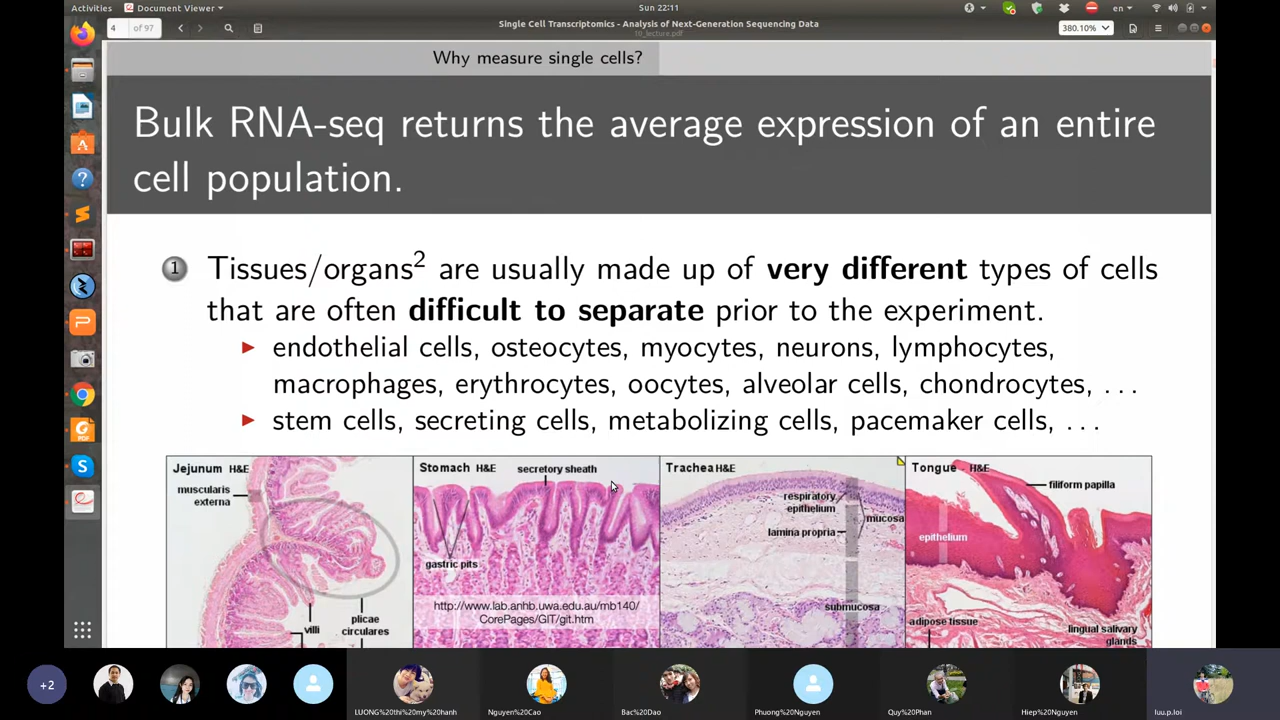 Activities
Document Viewer
Sun 22:11
en
4
of 97
Single Cell Transcriptomics - Analysis of Next-Generation Sequencing Data
10_lecture.pdf
380.10%
Why measure single cells?
Bulk RNA-seq returns the average expression of an entire
cell population.
1 Tissues/organs² are usually made up of very different types of cells
that are often difficult to separate prior to the experiment.
▶ endothelial cells, osteocytes, myocytes, neurons, lymphocytes,
macrophages, erythrocytes, oocytes, alveolar cells, chondrocytes, ...
▶ stem cells, secreting cells, metabolizing cells, pacemaker cells, ...
Jejunum H&E
muscularis
externa
villi
plicae
circulares
Stomach H&E
secretory sheath
gastric pits
http://www.lab.anhb.uwa.edu.au/mb140/
CorePages/GIT/git.htm
Trachea H&E
respiratory
epithelium
mucosa
lamina propria
submucosa
Tongue H&E
filiform papilla
epithelium
adipose tissue
lingual salivary
glands
+2
LUONG%20thi%20my%20hanh
Nguyen%20Cao
Bac%20Dao
Phuong%20Nguyen
Quy%20Phan
Hiep%20Nguyen
luu.p.loi